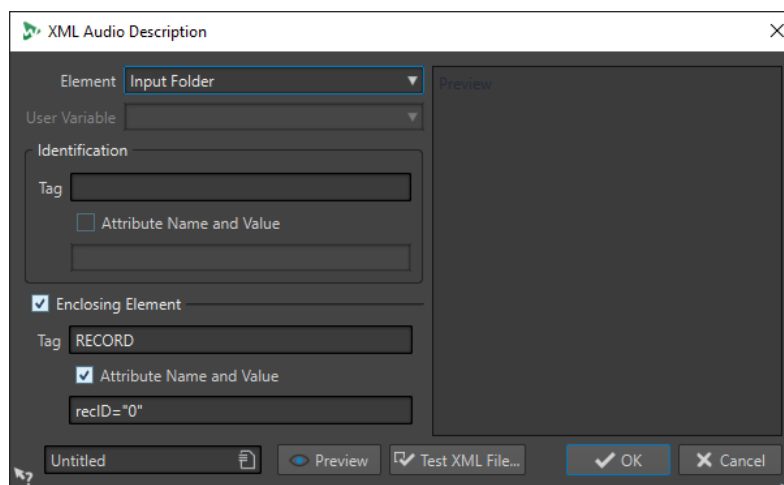 XML Audio Description
Element Input Folder
Preview
User Variable
Identification
Tag
Attribute Name and Value
Enclosing Element
Tag RECORD
Attribute Name and Value
recID="0"
Untitled Preview Test XML File... OK Cancel